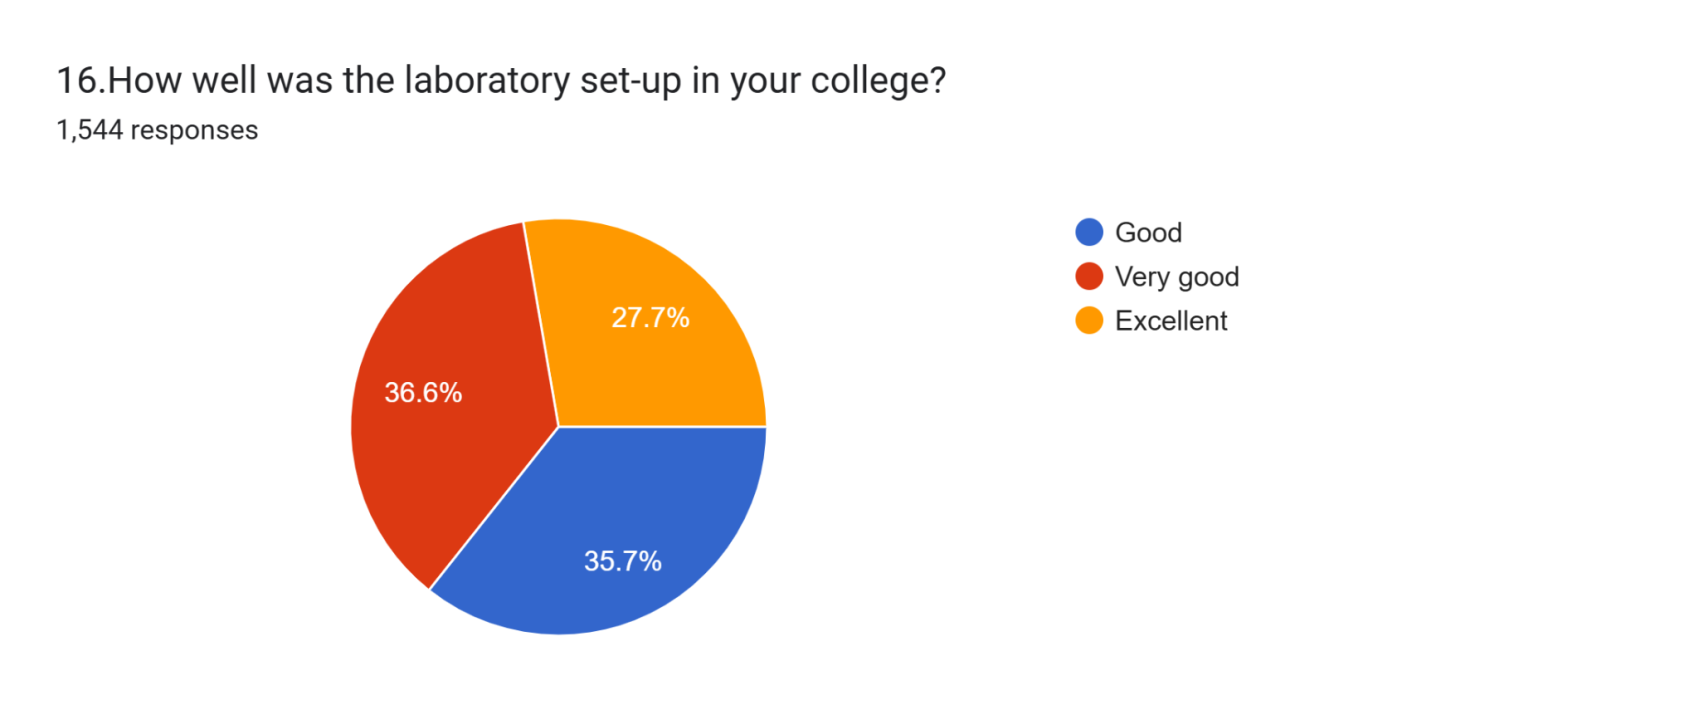 16.How well was the laboratory set-up in your college?
1,544 responses
27.7%
36.6%
35.7%
Good
Very good
Excellent